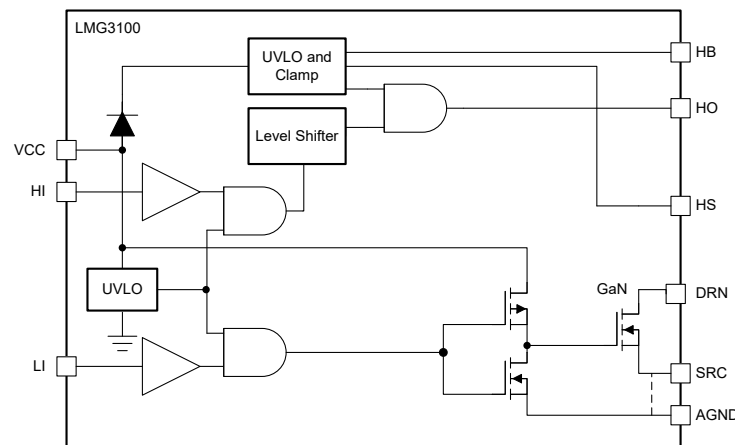 LMG3100
UVLO and
Clamp
HB
HO
Level Shifter
VCC
HI
HS
UVLO
GaN
DRN
LI
SRC
AGND